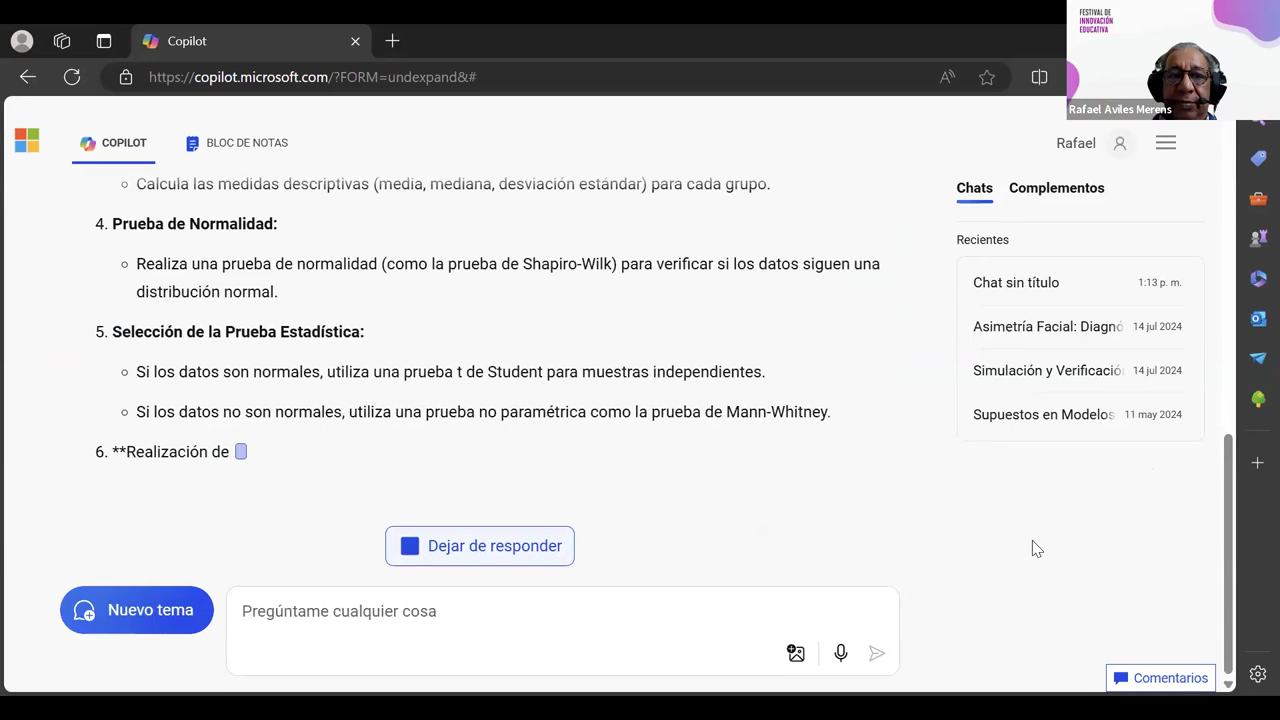 Copilot
FESTIVAL DE
INNOVACIÓN
EDUCATIVA
https://copilot.microsoft.com/?FORM=undexpand&#
Rafael Aviles Merens
COPILOT
BLOC DE NOTAS
Rafael
Calcula las medidas descriptivas (media, mediana, desviación estándar) para cada grupo.
4. Prueba de Normalidad:
Realiza una prueba de normalidad (como la prueba de Shapiro-Wilk) para verificar si los datos siguen una
distribución normal.
5. Selección de la Prueba Estadística:
Si los datos son normales, utiliza una prueba t de Student para muestras independientes.
Si los datos no son normales, utiliza una prueba no paramétrica como la prueba de Mann-Whitney.
6. **Realización de
Dejar de responder
Nuevo tema
Pregúntame cualquier cosa
Chats Complementos
Recientes
Chat sin título 1:13 p. m.
Asimetría Facial: Diagnó 14 jul 2024
Simulación y Verificació 14 jul 2024
Supuestos en Modelos 11 may 2024
Comentarios